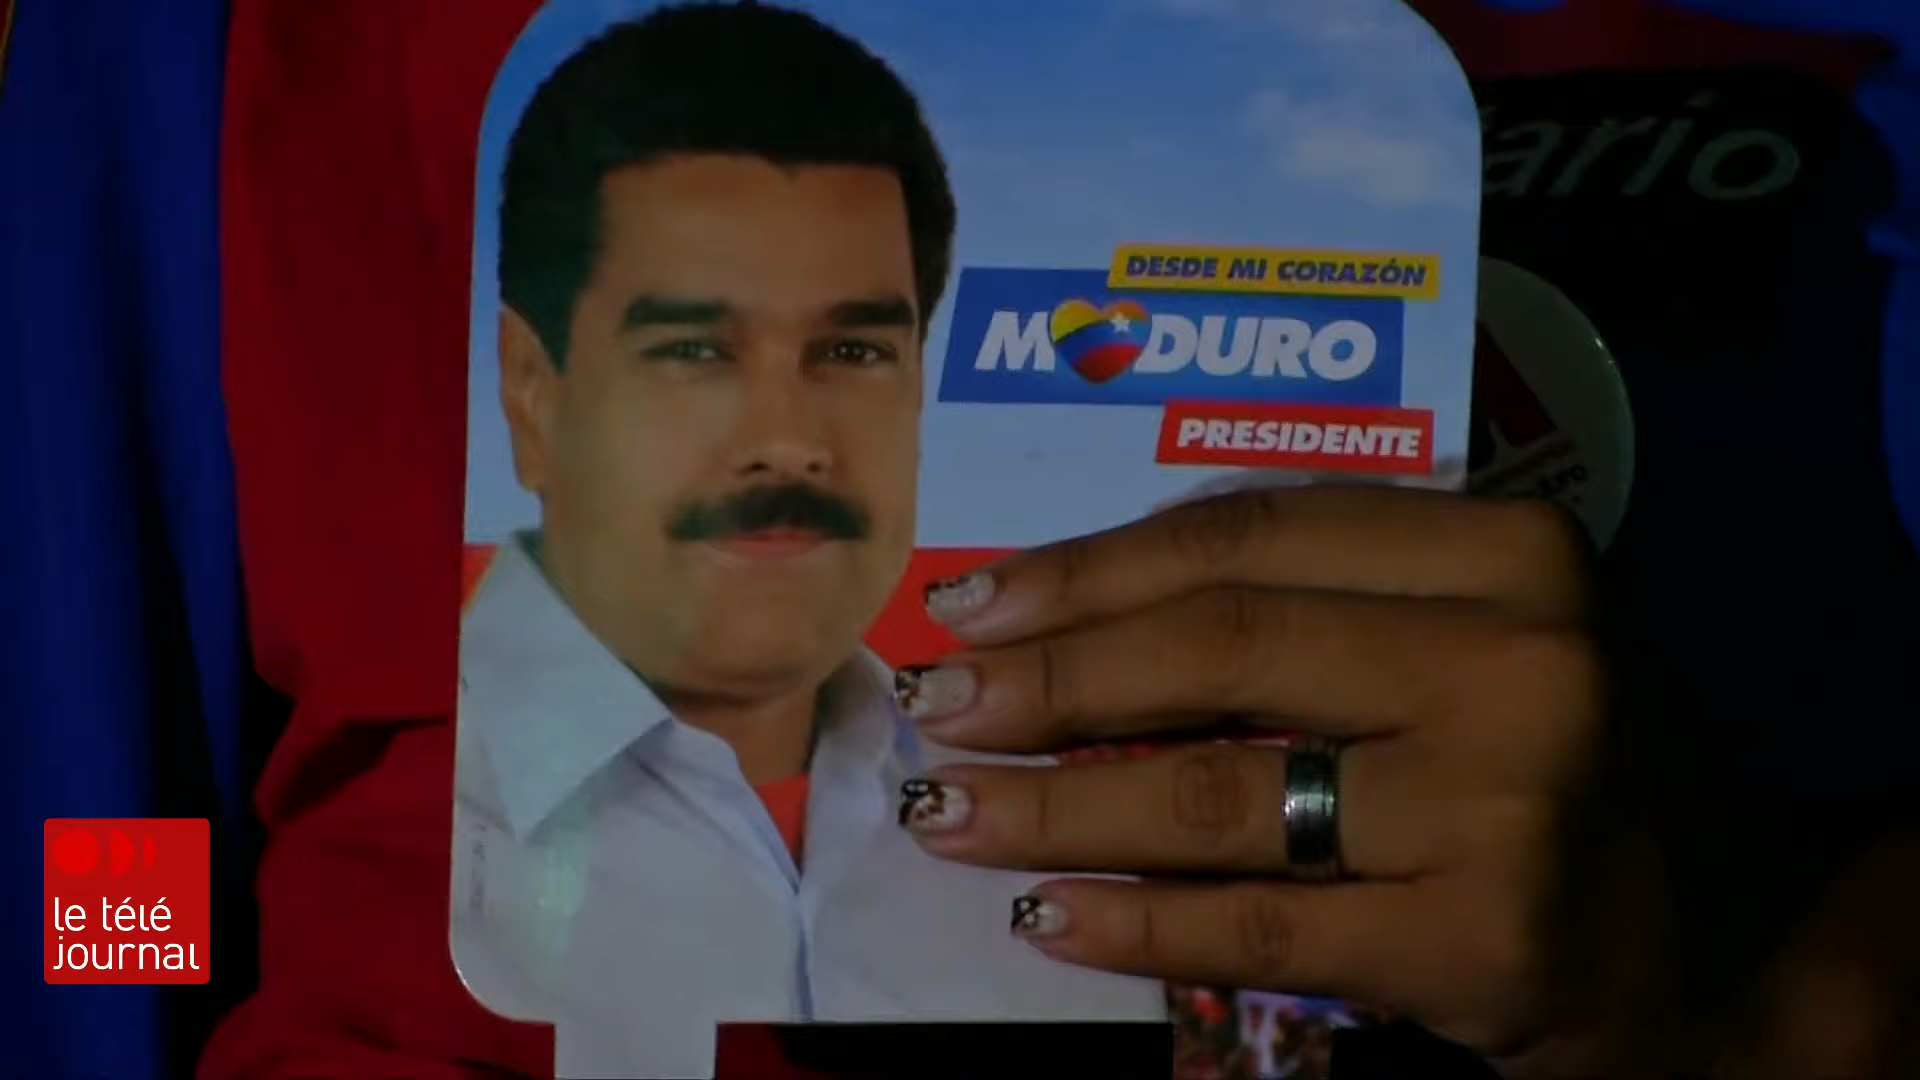 DESDE MI CORAZÓN
MADURO
PRESIDENTE
ario
le télé
journal